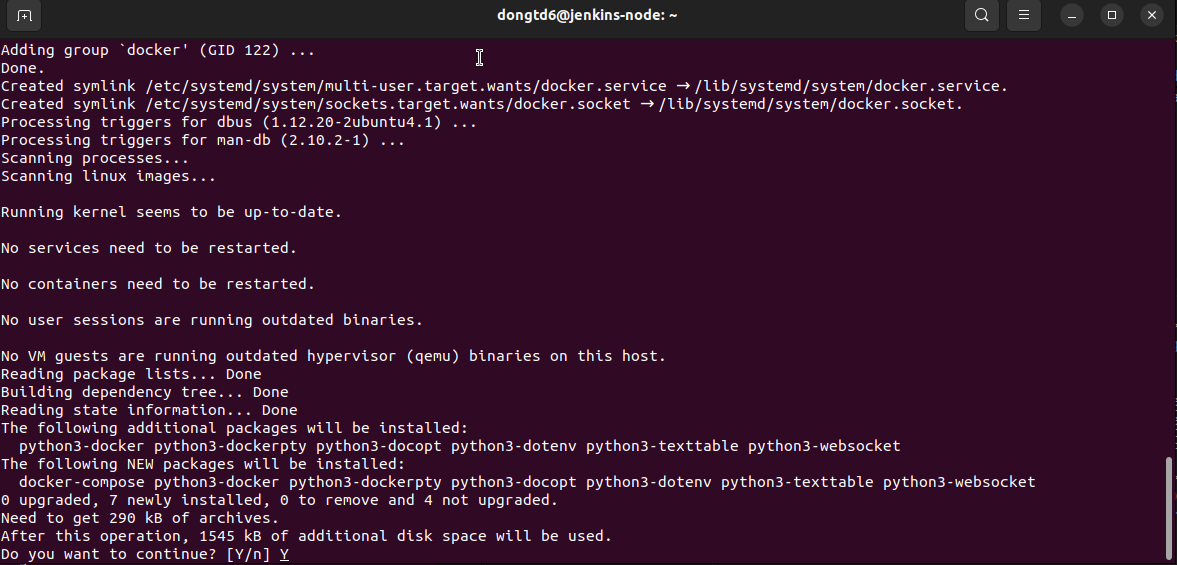 dongtd6@jenkins-node: ~
Adding group `docker' (GID 122) ...
Done.
Created symlink /etc/systemd/system/multi-user.target.wants/docker.service → /lib/systemd/system/docker.service.
Created symlink /etc/systemd/system/sockets.target.wants/docker.socket → /lib/systemd/system/docker.socket.
Processing triggers for dbus (1.12.20-2ubuntu4.1) ...
Processing triggers for man-db (2.10.2-1) ...
Scanning processes...
Scanning linux images...
Running kernel seems to be up-to-date.
No services need to be restarted.
No containers need to be restarted.
No user sessions are running outdated binaries.
No VM guests are running outdated hypervisor (qemu) binaries on this host.
Reading package lists... Done
Building dependency tree... Done
Reading state information... Done
The following additional packages will be installed:
  python3-docker python3-dockerpty python3-docopt python3-dotenv python3-texttable python3-websocket
The following NEW packages will be installed:
  docker-compose python3-docker python3-dockerpty python3-docopt python3-dotenv python3-texttable python3-websocket
0 upgraded, 7 newly installed, 0 to remove and 4 not upgraded.
Need to get 290 kB of archives.
After this operation, 1545 kB of additional disk space will be used.
Do you want to continue? [Y/n] Y